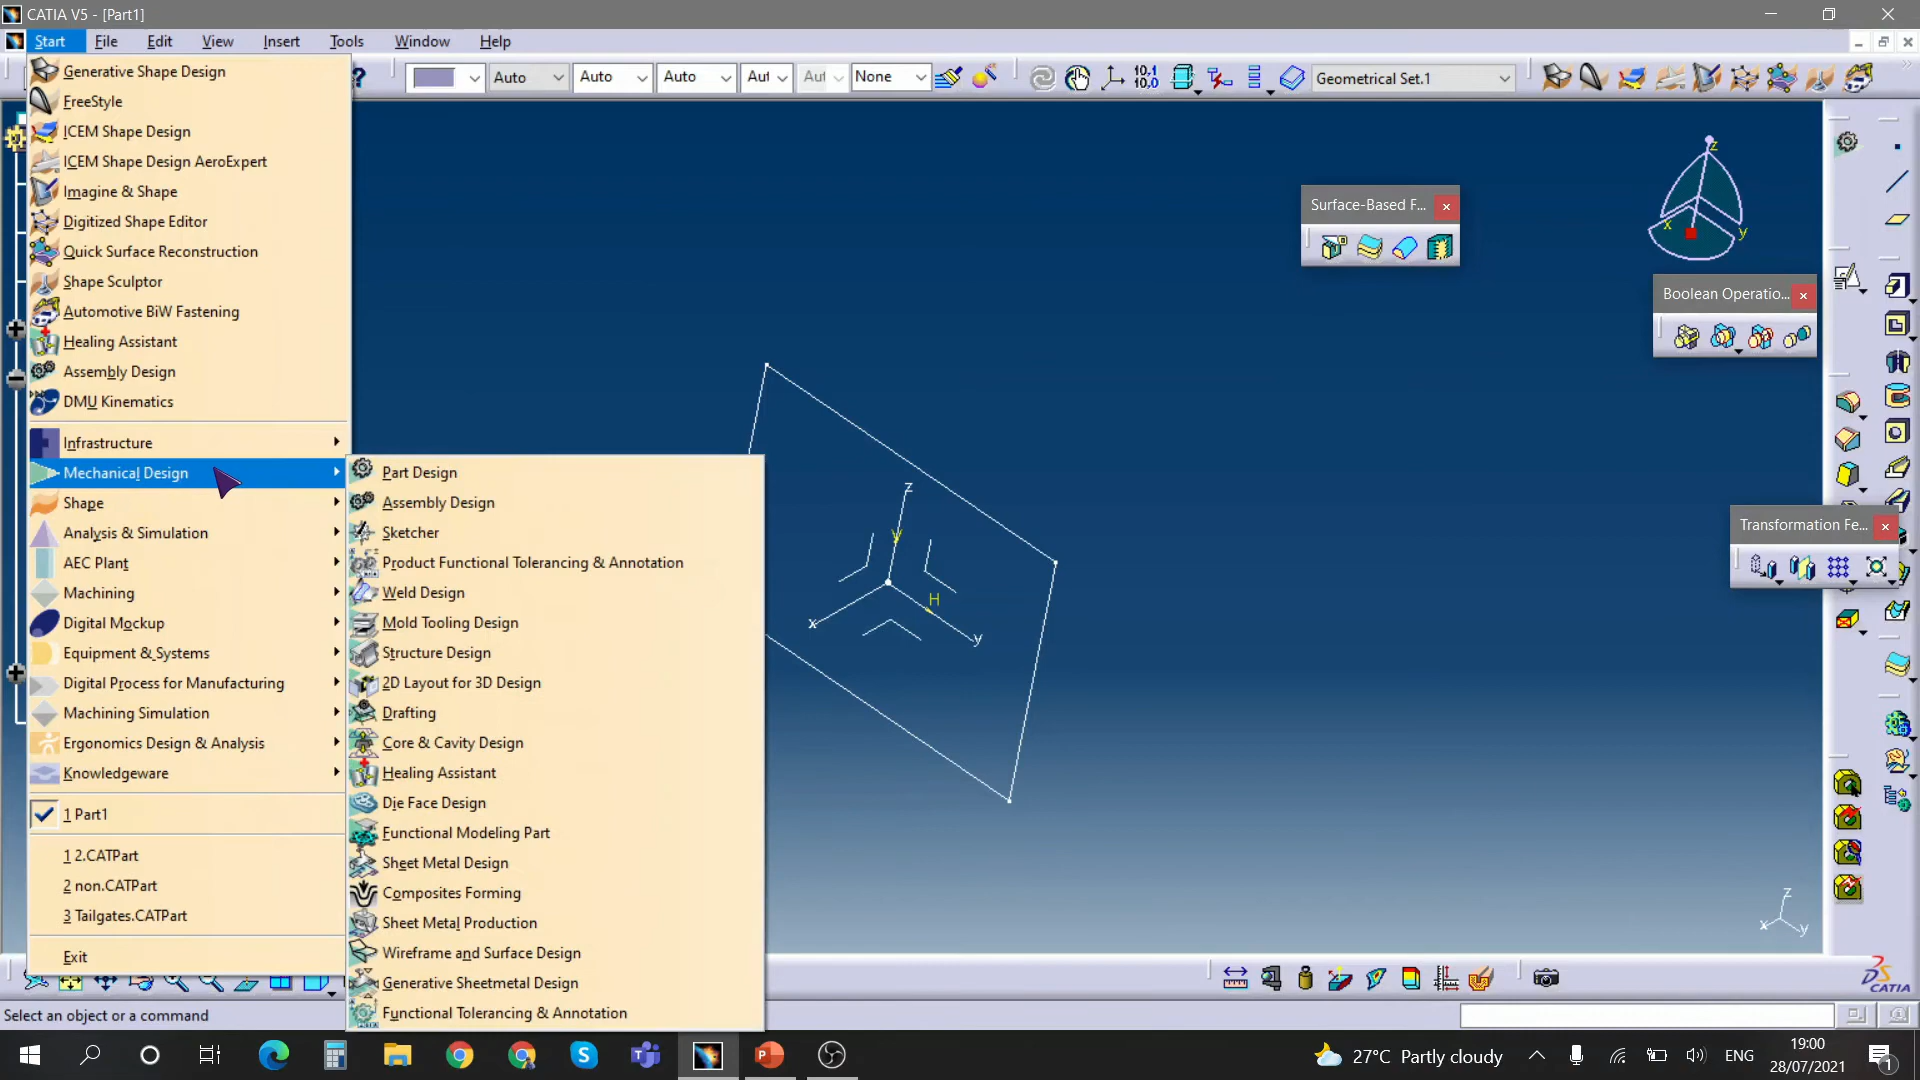 CATIA V5 - [Part1]
Start File Edit View Insert Tools Window Help
Auto Auto Auto Aut Aut None 10,1 10,0 Geometrical Set.1
Generative Shape Design
FreeStyle
ICEM Shape Design
ICEM Shape Design AeroExpert
Imagine & Shape
Digitized Shape Editor
Quick Surface Reconstruction
Shape Sculptor
Automotive BiW Fastening
Healing Assistant
Assembly Design
DMU Kinematics
Infrastructure
Mechanical Design
Shape
Analysis & Simulation
AEC Plant
Machining
Digital Mockup
Equipment & Systems
Digital Process for Manufacturing
Machining Simulation
Ergonomics Design & Analysis
Knowledgeware
1 Part1
1 2.CATPart
2 non.CATPart
3 Tailgates.CATPart
Exit
Part Design
Assembly Design
Sketcher
Product Functional Tolerancing & Annotation
Weld Design
Mold Tooling Design
Structure Design
2D Layout for 3D Design
Drafting
Core & Cavity Design
Healing Assistant
Die Face Design
Functional Modeling Part
Sheet Metal Design
Composites Forming
Sheet Metal Production
Wireframe and Surface Design
Generative Sheetmetal Design
Functional Tolerancing & Annotation
z
V
H
x
y
Surface-Based F...
z
x
y
Boolean Operatio...
Transformation Fe...
z
x
y
CATIA
Select an object or a command
27°C Partly cloudy
ENG
19:00
28/07/2021
1